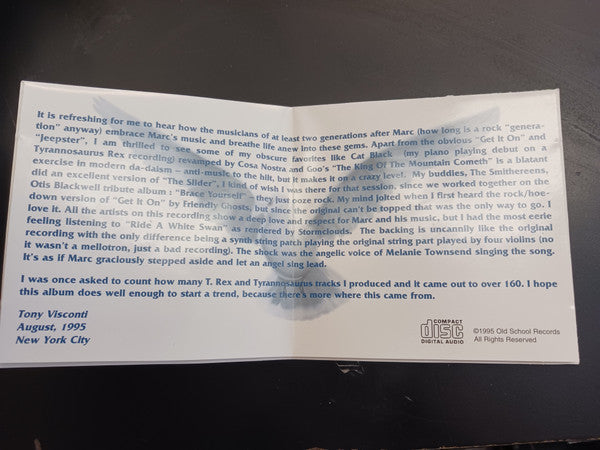 It is refreshing for me to hear how the musicians of at least two generations after Marc (how long is a rock "genera-
tion" anyway) embrace Marc's music and breathe life anew into these gems. Apart from the obvious "Get It On" and
"Jeepster", I am thrilled to see some of my obscure favorites like Cat Black (my piano playing debut on a
Tyrannosaurus Rex recording) revamped by Cosa Nostra and Goo's "The King Of The Mountain Cometh" is a blatant
exercise in modern da-daism - anti-music to the hilt, but it makes it on a crazy level. My buddies, The Smithereens,
did an excellent version of "The Slider", I kind of wish I was there for that session, since we worked together on the
Otis Blackwell tribute album : "Brace Yourself" - they just ooze rock. My mind jolted when I first heard the rock/hoe-
down version of "Get It On" by Friendly Ghosts, but since the original can't be topped that was the only way to go. I
love it. All the artists on this recording show a deep love and respect for Marc and his music, but I had the most eerie
feeling listening to "Ride A White Swan" as rendered by Stormclouds. The backing is uncannily like the original
recording with the only difference being a synth string patch playing the original string part played by four violins (no
it wasn't a mellotron, just a bad recording). The shock was the angelic voice of Melanie Townsend singing the song.
It's as if Marc graciously stepped aside and let an angel sing lead.
I was once asked to count how many T. Rex and Tyrannosaurus tracks I produced and it came out to over 160. I hope
this album does well enough to start a trend, because there's more where this came from.
Tony Visconti
August, 1995
New York City
COMPACT
disc
DIGITAL AUDIO
©1995 Old School Records
All Rights Reserved